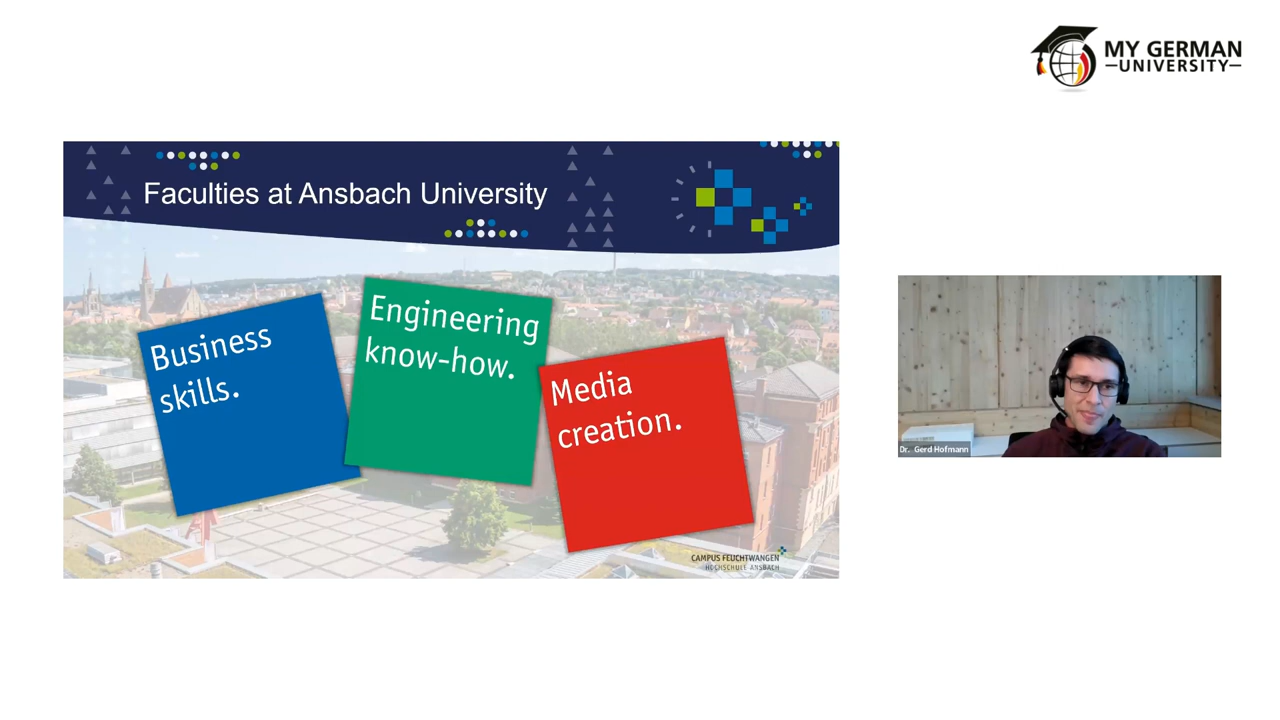 MY GERMAN
UNIVERSITY
Faculties at Ansbach University
Business
skills.
Engineering
know-how.
Media
creation.
CAMPUS FEUCHTWANGEN
HOCHSCHULE ANSBACH
Dr. Gerd Hofmann